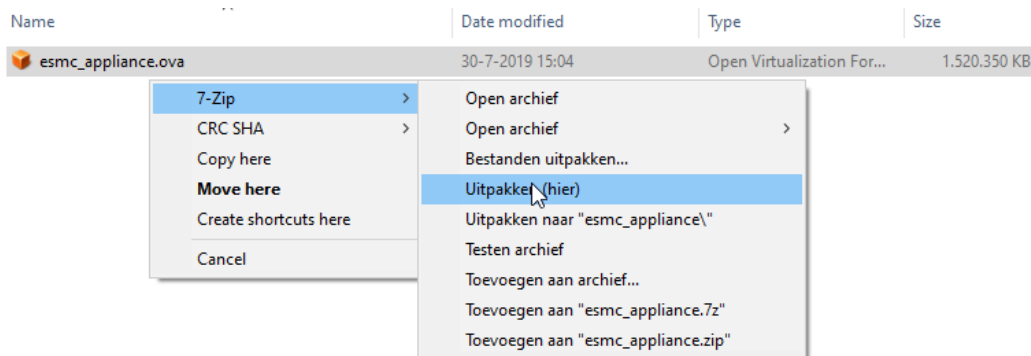 Name Date modified Type Size
esmc_appliance.ova 30-7-2019 15:04 Open Virtualization For... 1.520.350 KB
7-Zip
CRC SHA
Copy here
Move here
Create shortcuts here
Cancel
Open archief
Open archief
Bestanden uitpakken...
Uitpakken (hier)
Uitpakken naar "esmc_appliance\"
Testen archief
Toevoegen aan archief...
Toevoegen aan "esmc_appliance.7z"
Toevoegen aan "esmc_appliance.zip"